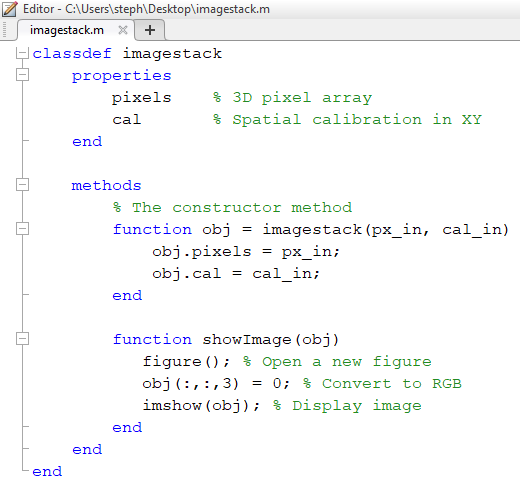 Editor - C:\Users\steph\Desktop\imagestack.m
imagestack.m × +
classdef imagestack
properties
pixels % 3D pixel array
cal % Spatial calibration in XY
end
methods
% The constructor method
function obj = imagestack(px_in, cal_in)
obj.pixels = px_in;
obj.cal = cal_in;
end
function showImage(obj)
figure(); % Open a new figure
obj(:,:,3) = 0; % Convert to RGB
imshow(obj); % Display image
end
end
end